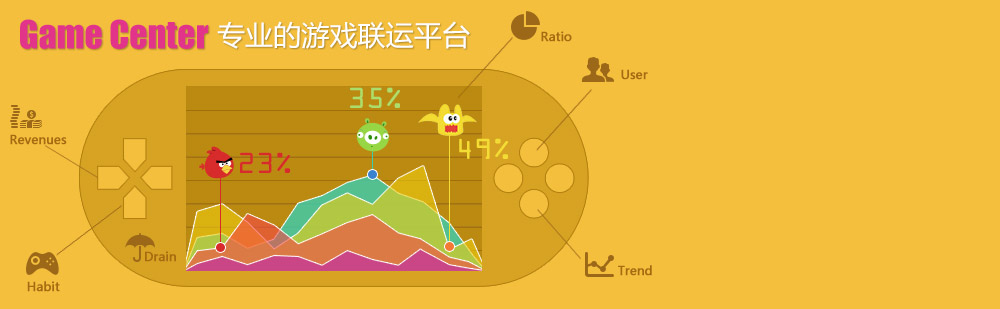 Game Center 专业的游戏联运平台
Ratio
User
Revenues
35%
23%
49%
Drain
Habit
Trend